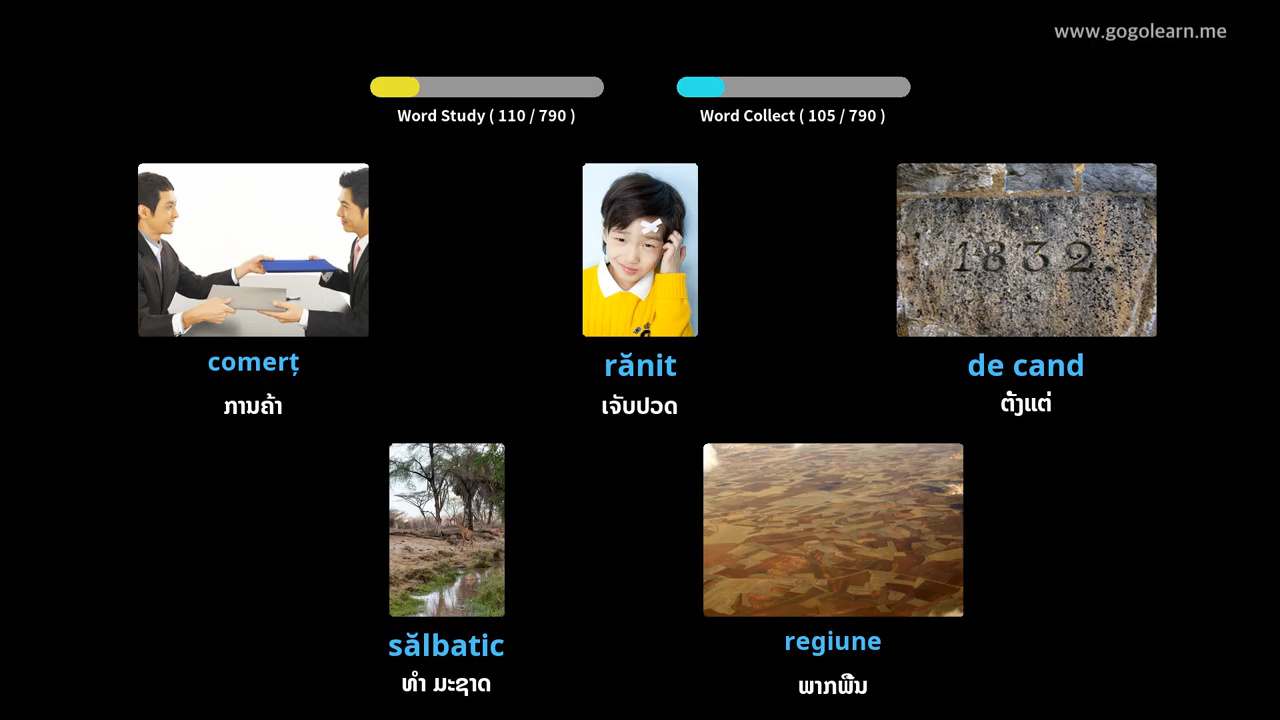 www.gogolearn.me
Word Study ( 110 / 790 )
Word Collect ( 105 / 790 )
1832.
comerț
rănit
de cand
ການຄ້າ
ເຈັບປວດ
ຕັ້ງແຕ່
sălbatic
regiune
ທຳ ມະຊາດ
ພາກພື້ນ